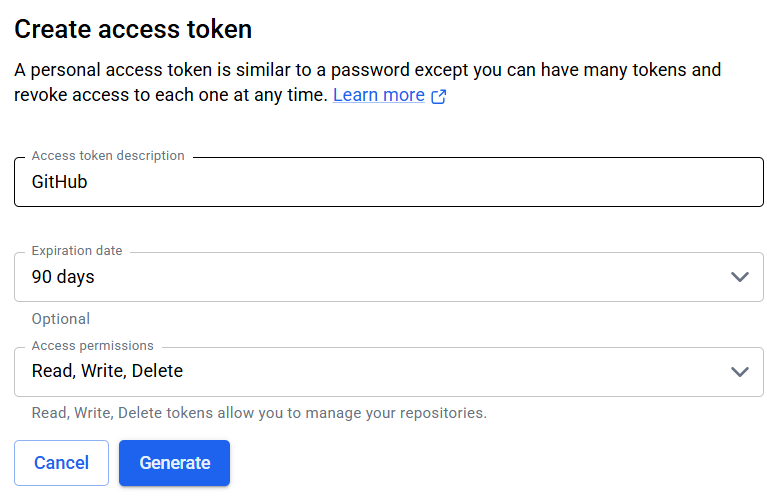 Create access token
A personal access token is similar to a password except you can have many tokens and
revoke access to each one at any time. Learn more
Access token description
GitHub
Expiration date
90 days
Optional
Access permissions
Read, Write, Delete
Read, Write, Delete tokens allow you to manage your repositories.
Cancel Generate